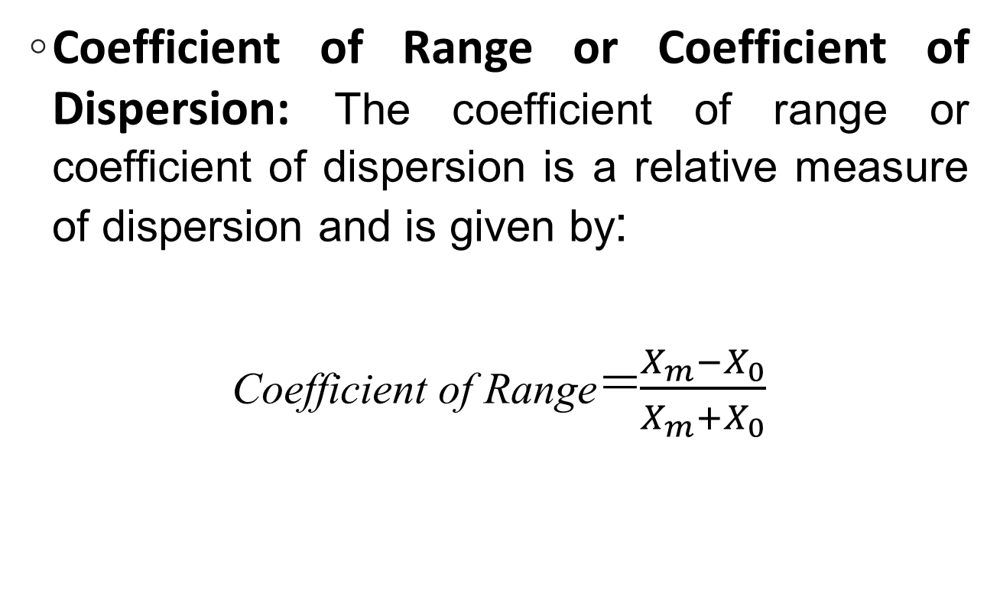 ◦Coefficient of Range or Coefficient of
Dispersion: The coefficient of range or
coefficient of dispersion is a relative measure
of dispersion and is given by:
Coefficient of Range=\frac{X_m-X_0}{X_m+X_0}